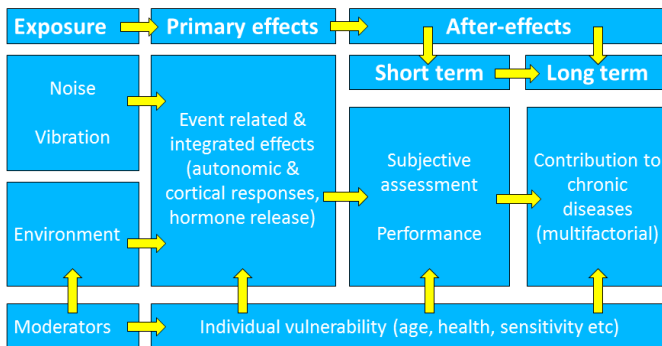 Exposure
Primary effects
After-effects
Short term
Long term
Noise
Vibration
Event related &
integrated effects
(autonomic &
cortical responses,
hormone release)
Subjective
assessment
Performance
Contribution to
chronic
diseases
(multifactorial)
Environment
Moderators
Individual vulnerability (age, health, sensitivity etc)